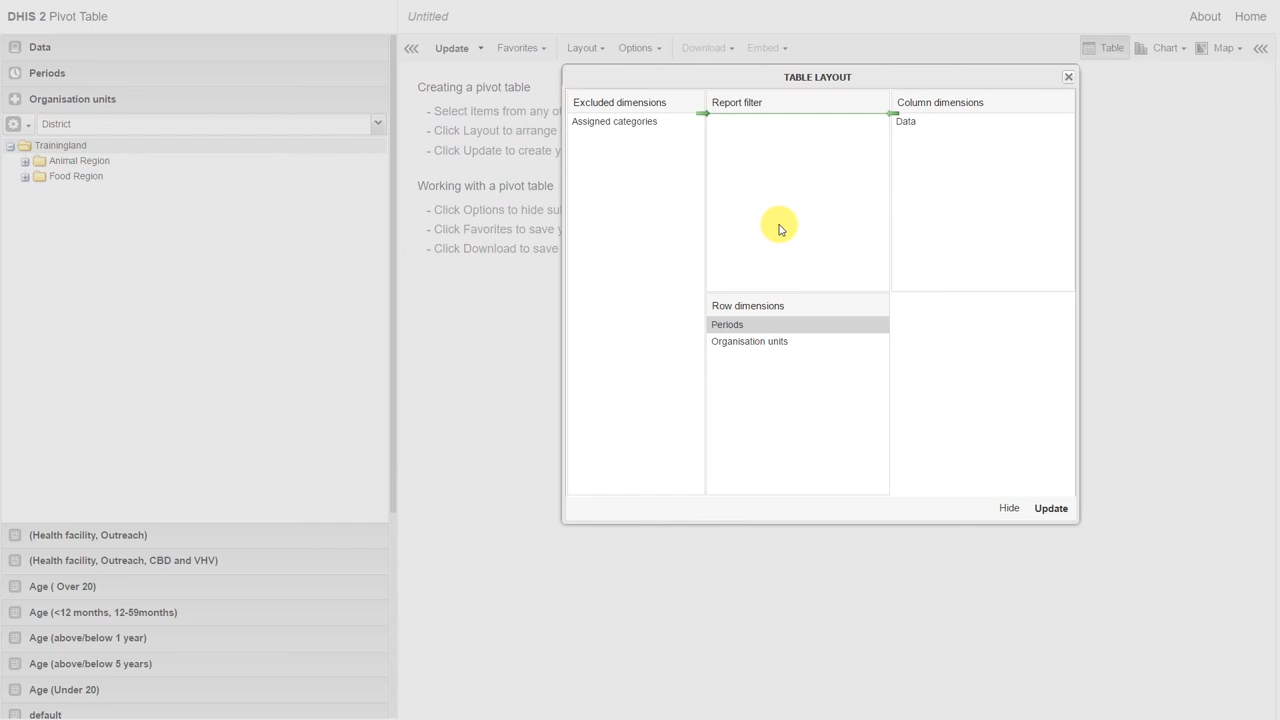 DHIS 2 Pivot Table
Untitled
About
Home
Data
Update
Favorites
Layout
Options
Download
Embed
Table
Chart
Map
Periods
Organisation units
District
Trainingland
Animal Region
Food Region
Creating a pivot table
- Select items from any of
- Click Layout to arrange
- Click Update to create y
Working with a pivot table
- Click Options to hide su
- Click Favorites to save y
- Click Download to save
TABLE LAYOUT
Excluded dimensions
Assigned categories
Report filter
Column dimensions
Data
Row dimensions
Periods
Organisation units
Hide
Update
(Health facility, Outreach)
(Health facility, Outreach, CBD and VHV)
Age ( Over 20)
Age (<12 months, 12-59months)
Age (above/below 1 year)
Age (above/below 5 years)
Age (Under 20)
default